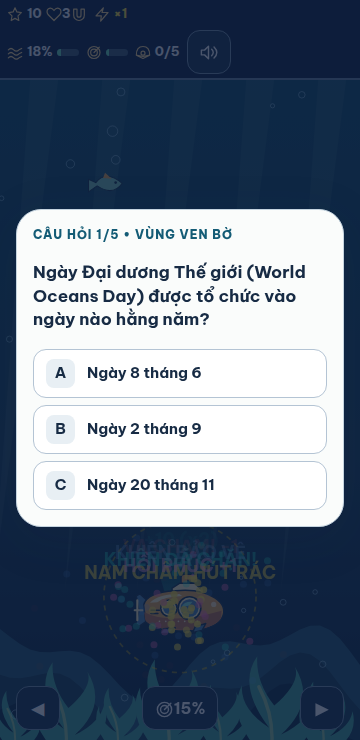 10 3 ×1
18% 0/5
CÂU HỎI 1/5 • VÙNG VEN BỜ
Ngày Đại dương Thế giới (World
Oceans Day) được tổ chức vào
ngày nào hằng năm?
A Ngày 8 tháng 6
B Ngày 2 tháng 9
C Ngày 20 tháng 11
NAM CHÂM HÚT RÁC
◀ 15% ▶